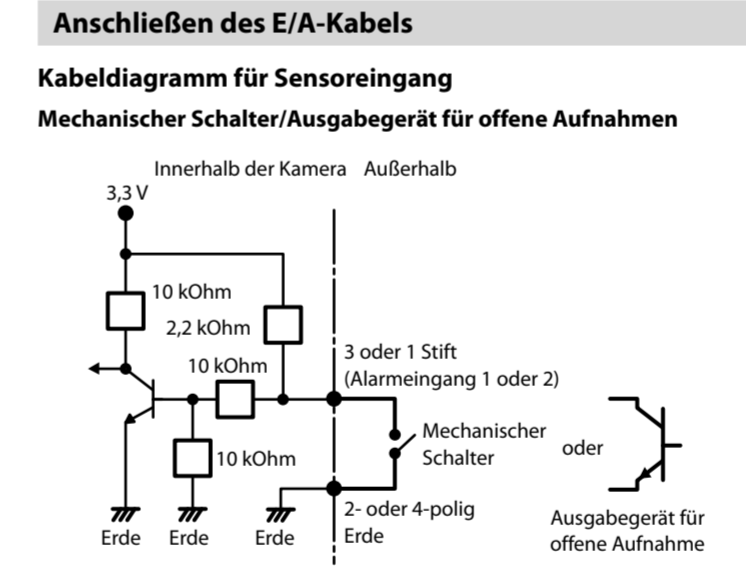 Anschließen des E/A-Kabels
Kabeldiagramm für Sensoreingang
Mechanischer Schalter/Ausgabegerät für offene Aufnahmen
Innerhalb der Kamera Außerhalb
3,3 V
10 kOhm
2,2 kOhm
10 kOhm
3 oder 1 Stift
(Alarmeingang 1 oder 2)
Mechanischer
Schalter
oder
10 kOhm
2- oder 4-polig
Erde
Erde
Erde
Erde
Ausgabegerät für
offene Aufnahme